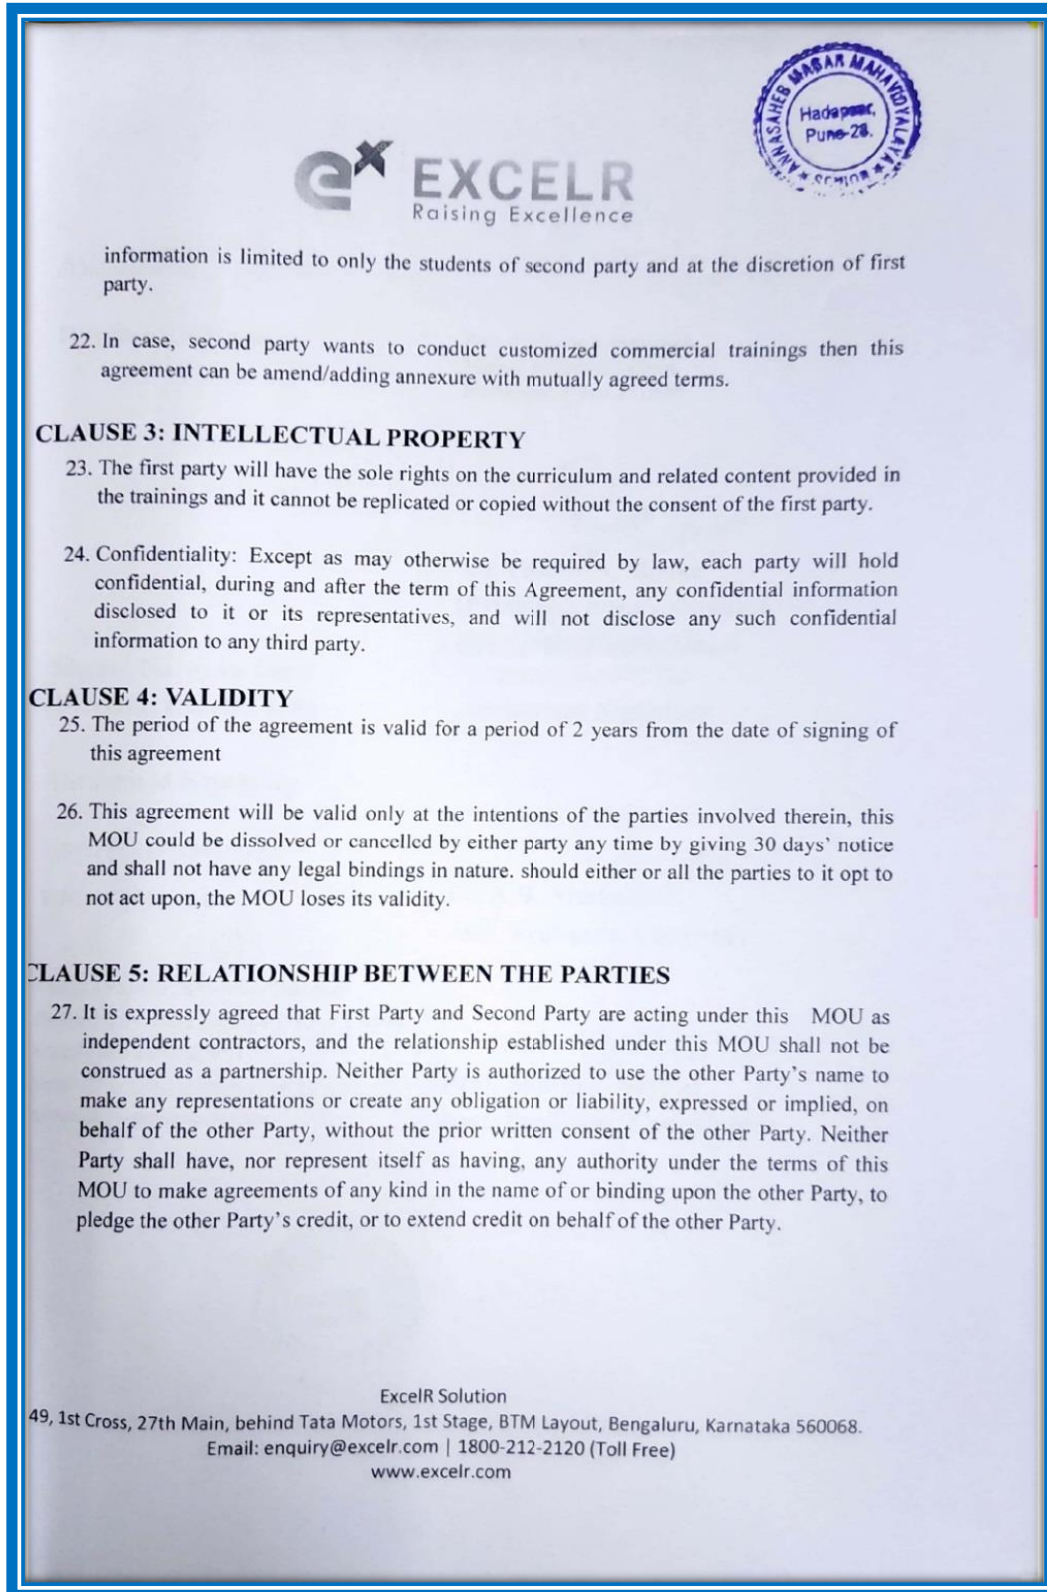 ANNASAHEB MAGAR MAHAVIDYALAYA
Hadapsar,
Pune-28.
EXCELR
Raising Excellence
information is limited to only the students of second party and at the discretion of first
party.
22. In case, second party wants to conduct customized commercial trainings then this
agreement can be amend/adding annexure with mutually agreed terms.
CLAUSE 3: INTELLECTUAL PROPERTY
23. The first party will have the sole rights on the curriculum and related content provided in
the trainings and it cannot be replicated or copied without the consent of the first party.
24. Confidentiality: Except as may otherwise be required by law, each party will hold
confidential, during and after the term of this Agreement, any confidential information
disclosed to it or its representatives, and will not disclose any such confidential
information to any third party.
CLAUSE 4: VALIDITY
25. The period of the agreement is valid for a period of 2 years from the date of signing of
this agreement
26. This agreement will be valid only at the intentions of the parties involved therein, this
MOU could be dissolved or cancelled by either party any time by giving 30 days' notice
and shall not have any legal bindings in nature. should either or all the parties to it opt to
not act upon, the MOU loses its validity.
CLAUSE 5: RELATIONSHIP BETWEEN THE PARTIES
27. It is expressly agreed that First Party and Second Party are acting under this MOU as
independent contractors, and the relationship established under this MOU shall not be
construed as a partnership. Neither Party is authorized to use the other Party's name to
make any representations or create any obligation or liability, expressed or implied, on
behalf of the other Party, without the prior written consent of the other Party. Neither
Party shall have, nor represent itself as having, any authority under the terms of this
MOU to make agreements of any kind in the name of or binding upon the other Party, to
pledge the other Party's credit, or to extend credit on behalf of the other Party.
ExcelR Solution
49, 1st Cross, 27th Main, behind Tata Motors, 1st Stage, BTM Layout, Bengaluru, Karnataka 560068.
Email: enquiry@excelr.com | 1800-212-2120 (Toll Free)
www.excelr.com